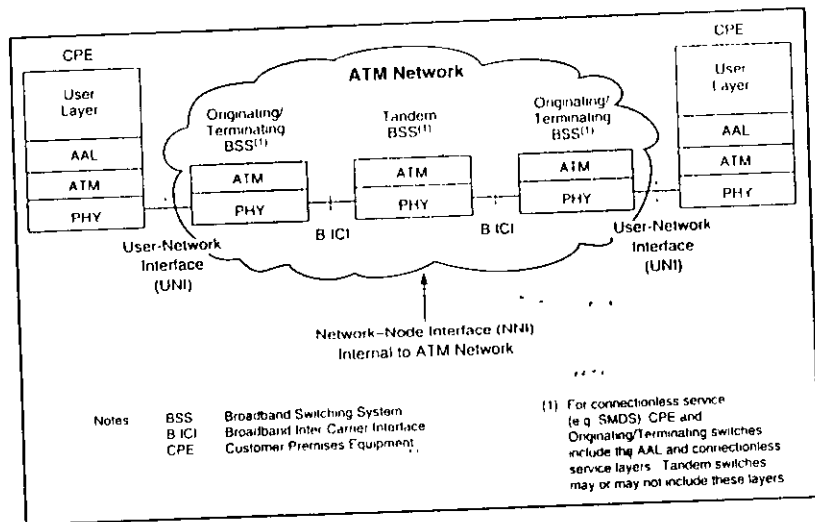 CPE
User
Layer
AAL
ATM
PHY
ATM Network
Originating/
Terminating
BSS(1)
Tandem
BSS(1)
Originating/
Terminating
BSS(1)
ATM
PHY
ATM
PHY
ATM
PHY
CPE
User
Layer
AAL
ATM
PHY
B ICI
B ICI
User-Network
Interface
(UNI)
User-Network
Interface
(UNI)
Network–Node Interface (NNI)
Internal to ATM Network
Notes
BSS Broadband Switching System
B ICI Broadband Inter Carrier Interface
CPE Customer Premises Equipment
(1) For connectionless service
(e.g. SMDS) CPE and
Originating/Terminating switches
include the AAL and connectionless
service layers. Tandem switches
may or may not include these layers